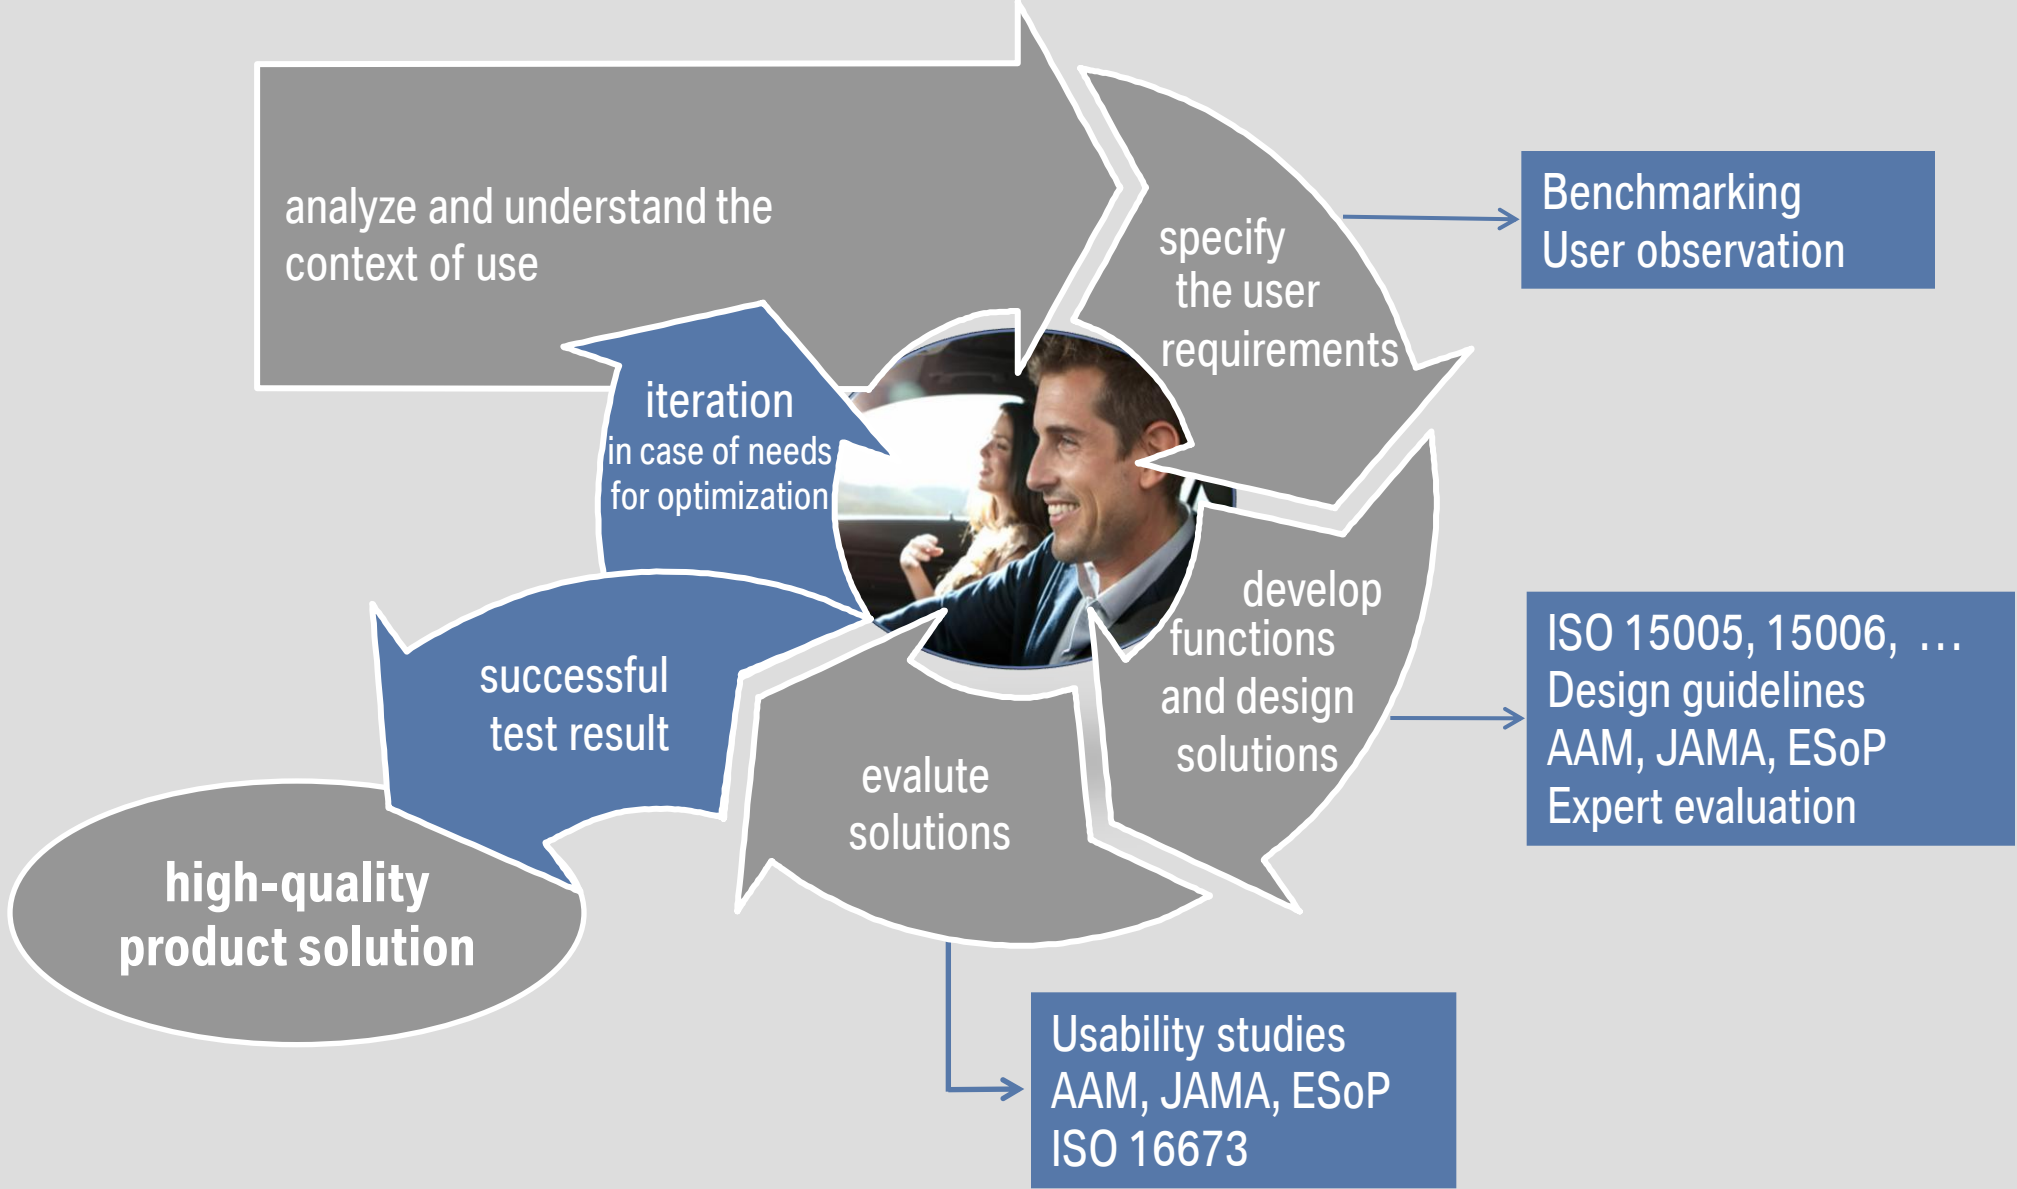 analyze and understand the
context of use
specify
the user
requirements
Benchmarking
User observation
iteration
in case of needs
for optimization
develop
functions
and design
solutions
ISO 15005, 15006, …
Design guidelines
AAM, JAMA, ESoP
Expert evaluation
successful
test result
evalute
solutions
high-quality
product solution
Usability studies
AAM, JAMA, ESoP
ISO 16673